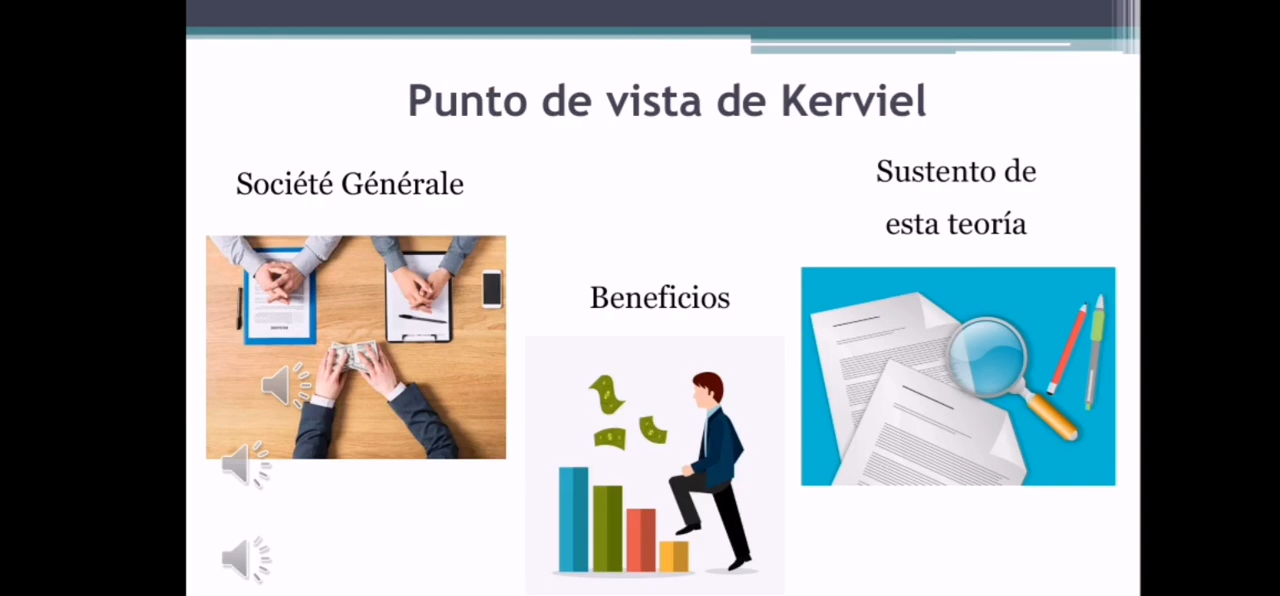 Punto de vista de Kerviel
Société Générale
Beneficios
Sustento de
esta teoría